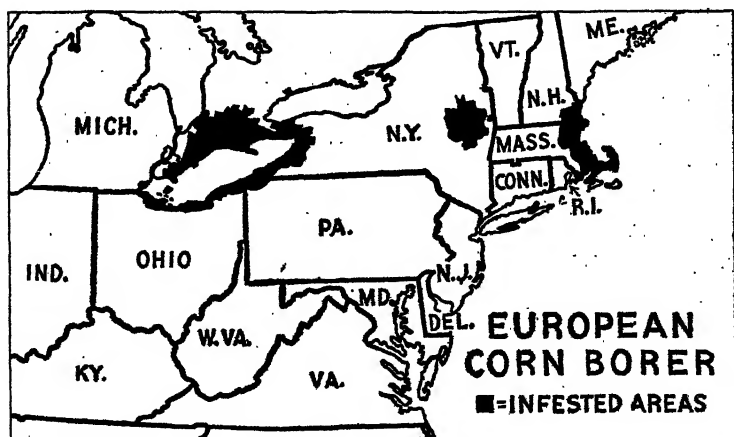 ME.
VT.
N.H.
MICH.
N.Y.
MASS.
CONN.
R.I.
PA.
OHIO
IND.
N.J.
MD.
DEL.
W.VA.
KY.
VA.
EUROPEAN
CORN BORER
■=INFESTED AREAS